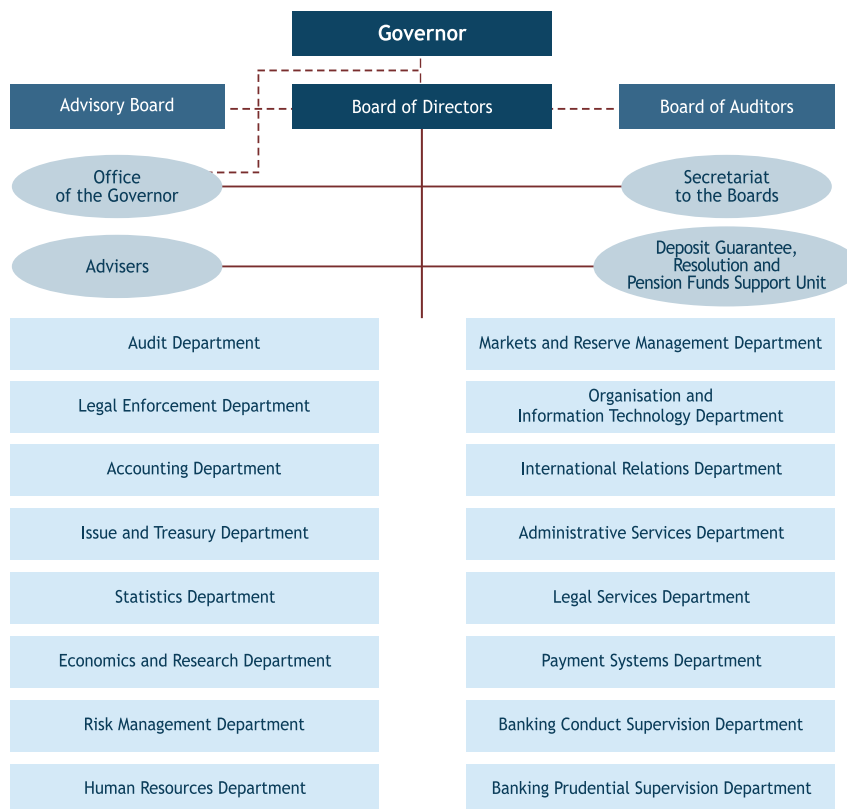 Governor
Advisory Board
Board of Directors
Board of Auditors
Office
of the Governor
Secretariat
to the Boards
Advisers
Deposit Guarantee,
Resolution and
Pension Funds Support Unit
Audit Department
Markets and Reserve Management Department
Legal Enforcement Department
Organisation and
Information Technology Department
Accounting Department
International Relations Department
Issue and Treasury Department
Administrative Services Department
Statistics Department
Legal Services Department
Economics and Research Department
Payment Systems Department
Risk Management Department
Banking Conduct Supervision Department
Human Resources Department
Banking Prudential Supervision Department